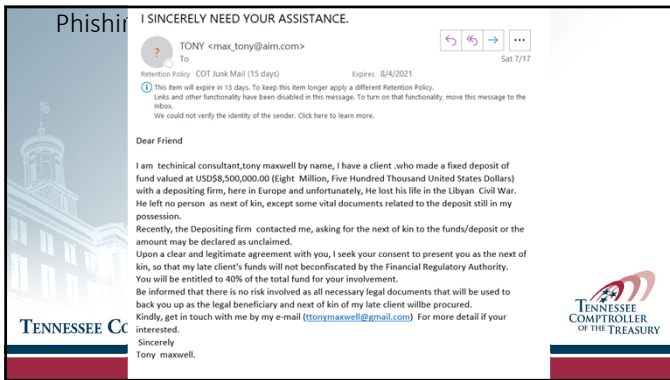 Phishin
I SINCERELY NEED YOUR ASSISTANCE.
?
TONY <max_tony@aim.com>
To
Sat 7/17
Retention Policy COT Junk Mail (15 days) Expires 8/4/2021
This item will expire in 13 days. To keep this item longer apply a different Retention Policy.
Links and other functionality have been disabled in this message. To turn on that functionality, move this message to the
Inbox.
We could not verify the identity of the sender. Click here to learn more.
Dear Friend
I am techinical consultant,tony maxwell by name, I have a client .who made a fixed deposit of
fund valued at USD$8,500,000.00 (Eight Million, Five Hundred Thousand United States Dollars)
with a depositing firm, here in Europe and unfortunately, He lost his life in the Libyan Civil War.
He left no person as next of kin, except some vital documents related to the deposit still in my
possession.
Recently, the Depositing firm contacted me, asking for the next of kin to the funds/deposit or the
amount may be declared as unclaimed.
Upon a clear and legitimate agreement with you, I seek your consent to present you as the next of
kin, so that my late client's funds will not beconfiscated by the Financial Regulatory Authority.
You will be entitled to 40% of the total fund for your involvement.
Be informed that there is no risk involved as all necessary legal documents that will be used to
back you up as the legal beneficiary and next of kin of my late client willbe procured.
Kindly, get in touch with me by my e-mail (ttonymaxwell@gmail.com) For more detail if your
interested.
Sincerely
Tony maxwell.
TENNESSEE CO
TENNESSEE
COMPTROLLER
OF THE TREASURY